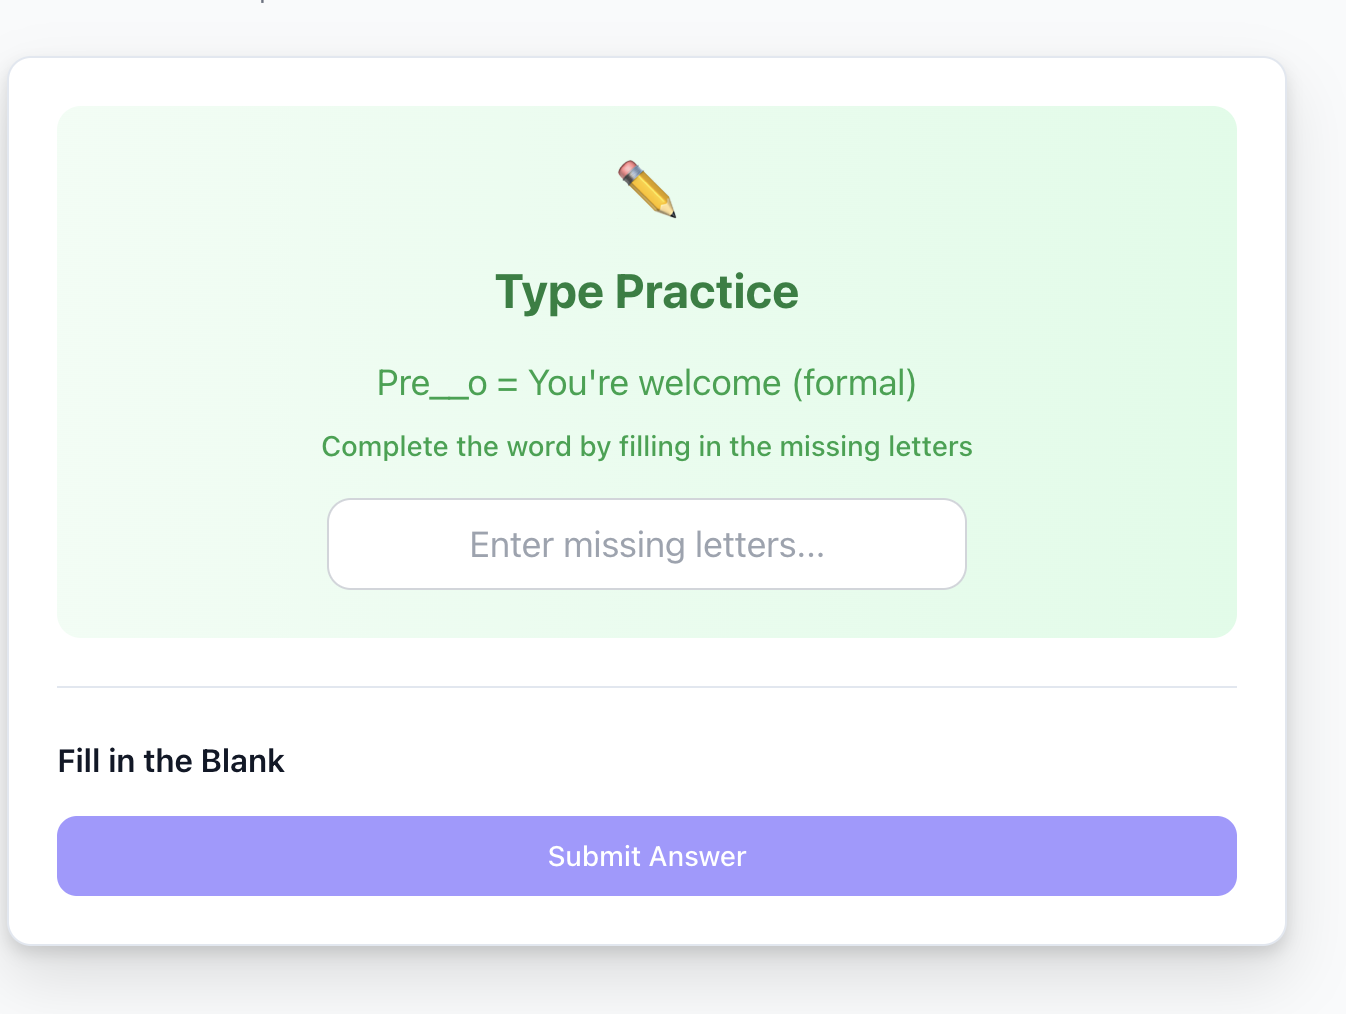 Type Practice
Pre__o = You're welcome (formal)
Complete the word by filling in the missing letters
Enter missing letters...
Fill in the Blank
Submit Answer